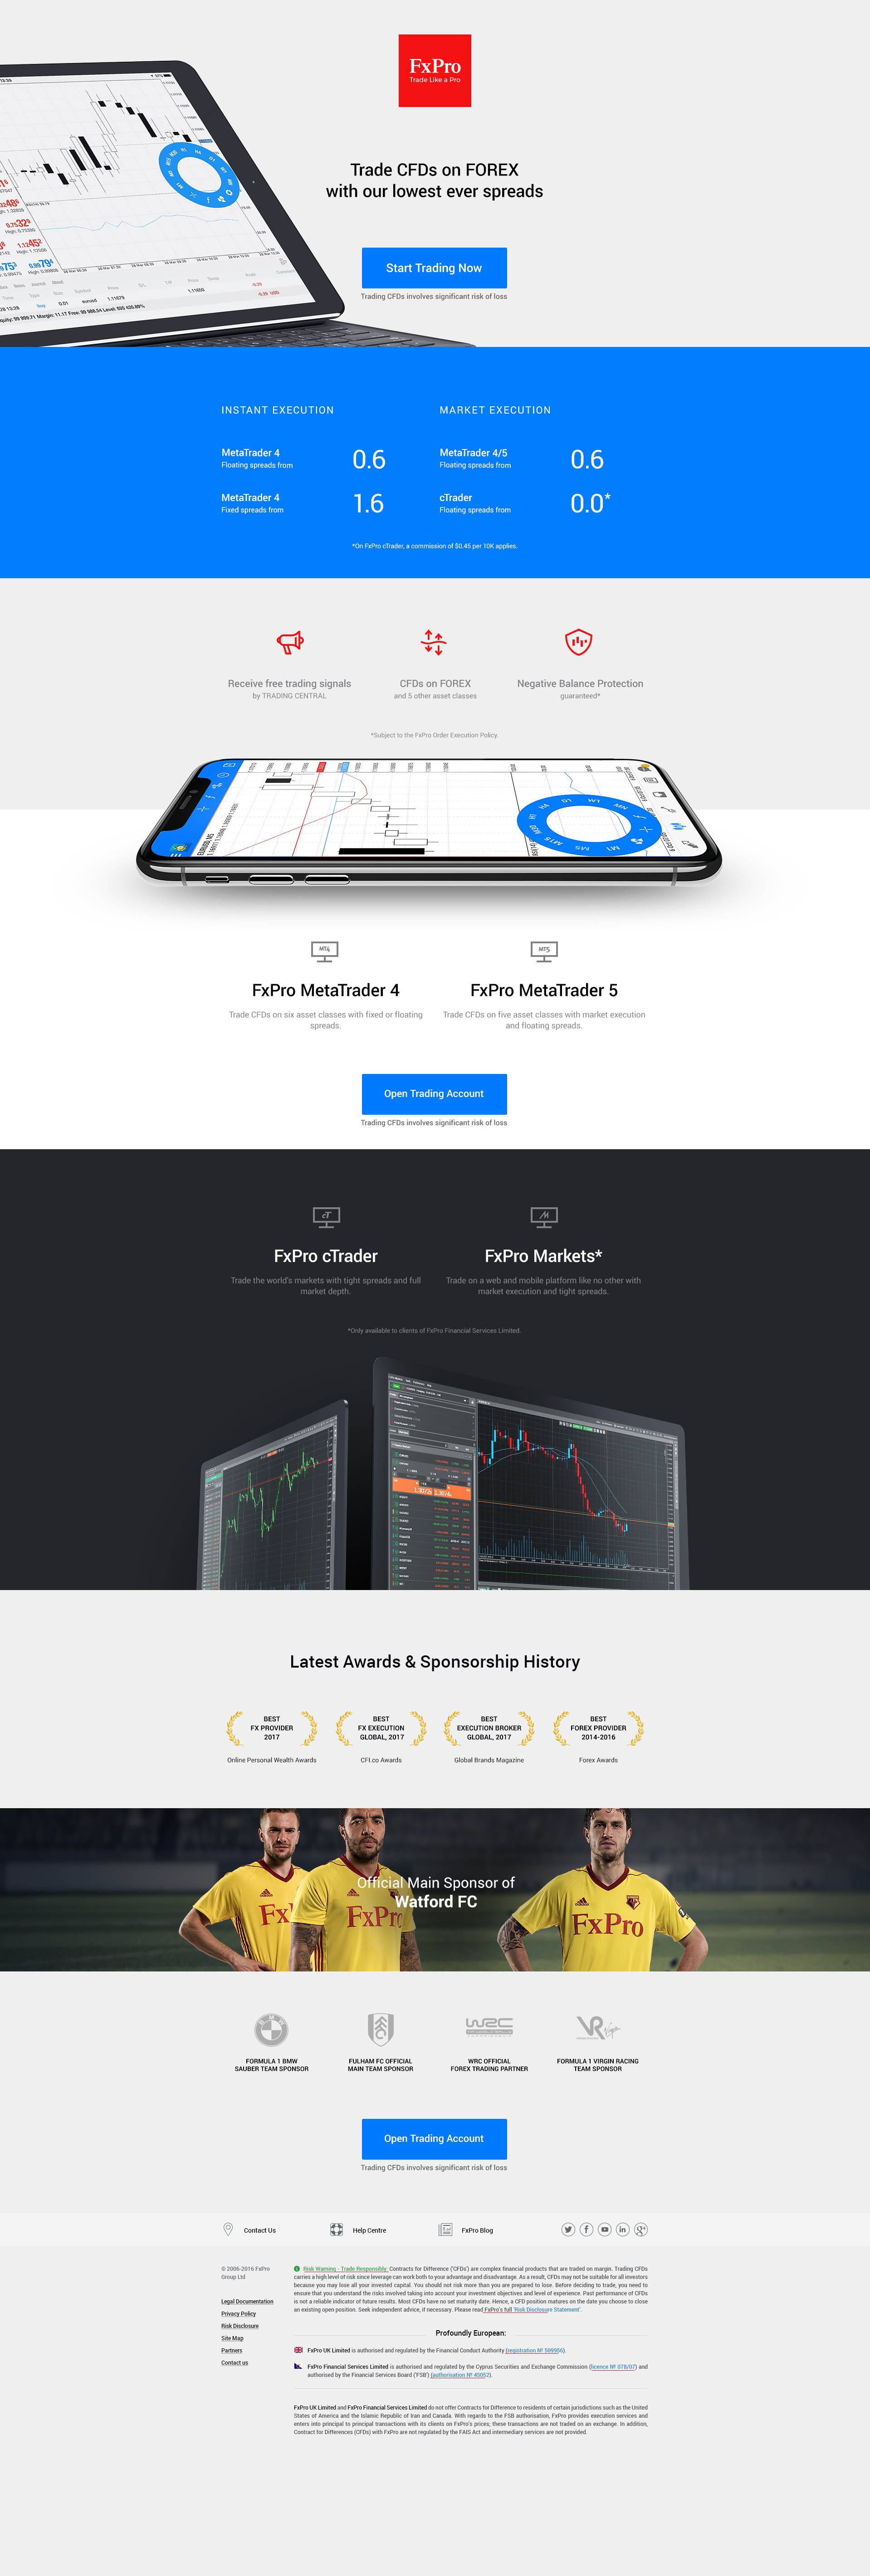 FxPro
Trade Like a Pro
Trade CFDs on FOREX
with our lowest ever spreads
Start Trading Now
Trading CFDs involves significant risk of loss
INSTANT EXECUTION
MetaTrader 4
Floating spreads from
0.6
MetaTrader 4
Fixed spreads from
1.6
MARKET EXECUTION
MetaTrader 4/5
Floating spreads from
0.6
cTrader
Floating spreads from
0.0*
*On FxPro cTrader, a commission of $0,45 per 10K applies.
Receive free trading signals
by TRADING CENTRAL
CFDs on FOREX
and 5 other asset classes
Negative Balance Protection
guaranteed*
*Subject to the FxPro Order Execution Policy.
MT4
FxPro MetaTrader 4
Trade CFDs on six asset classes with fixed or floating
spreads.
MT5
FxPro MetaTrader 5
Trade CFDs on five asset classes with market execution
and floating spreads.
Open Trading Account
Trading CFDs involves significant risk of loss
cT
FxPro cTrader
Trade the world's markets with tight spreads and full
market depth.
FxPro Markets*
Trade on a web and mobile platform like no other with
market execution and tight spreads.
*Only available to clients of FxPro Financial Services Limited.
Latest Awards & Sponsorship History
BEST
FX PROVIDER
2017
Online Personal Wealth Awards
BEST
FX EXECUTION
GLOBAL, 2017
CFI.co Awards
BEST
EXECUTION BROKER
GLOBAL, 2017
Global Brands Magazine
BEST
FOREX PROVIDER
2014-2016
Forex Awards
Official Main Sponsor of
Watford FC
FxPro
FxPro
FORMULA 1 BMW
SAUBER TEAM SPONSOR
FULHAM FC OFFICIAL
MAIN TEAM SPONSOR
WRC
WRC OFFICIAL
FOREX TRADING PARTNER
VR
FORMULA 1 VIRGIN RACING
TEAM SPONSOR
Open Trading Account
Trading CFDs involves significant risk of loss
Contact Us
Help Centre
FxPro Blog
© 2006-2016 FxPro
Group Ltd
Legal Documentation
Privacy Policy
Risk Disclosure
Site Map
Partners
Contact us
Risk Warning - Trade Responsibly: Contracts for Difference ('CFDs') are complex financial products that are traded on margin. Trading CFDs
carries a high level of risk since leverage can work both to your advantage and disadvantage. As a result, CFDs may not be suitable for all investors
because you may lose all your invested capital. You should not risk more than you are prepared to lose. Before deciding to trade, you need to
ensure that you understand the risks involved taking into account your investment objectives and level of experience. Past performance of CFDs
is not a reliable indicator of future results. Most CFDs have no set maturity date. Hence, a CFD position matures on the date you choose to close
an existing open position. Seek independent advice, if necessary. Please read FxPro's full 'Risk Disclosure Statement'.
Profoundly European:
FxPro UK Limited is authorised and regulated by the Financial Conduct Authority (registration № 509956).
FxPro Financial Services Limited is authorised and regulated by the Cyprus Securities and Exchange Commission (licence № 078/07) and
authorised by the Financial Services Board ('FSB') (authorisation № 45052).
FxPro UK Limited and FxPro Financial Services Limited do not offer Contracts for Difference to residents of certain jurisdictions such as the United
States of America and the Islamic Republic of Iran and Canada. With regards to the FSB authorisation, FxPro provides execution services and
enters into principal to principal transactions with its clients on FxPro's prices; these transactions are not traded on an exchange. In addition,
Contract for Differences (CFDs) with FxPro are not regulated by the FAIS Act and intermediary services are not provided.